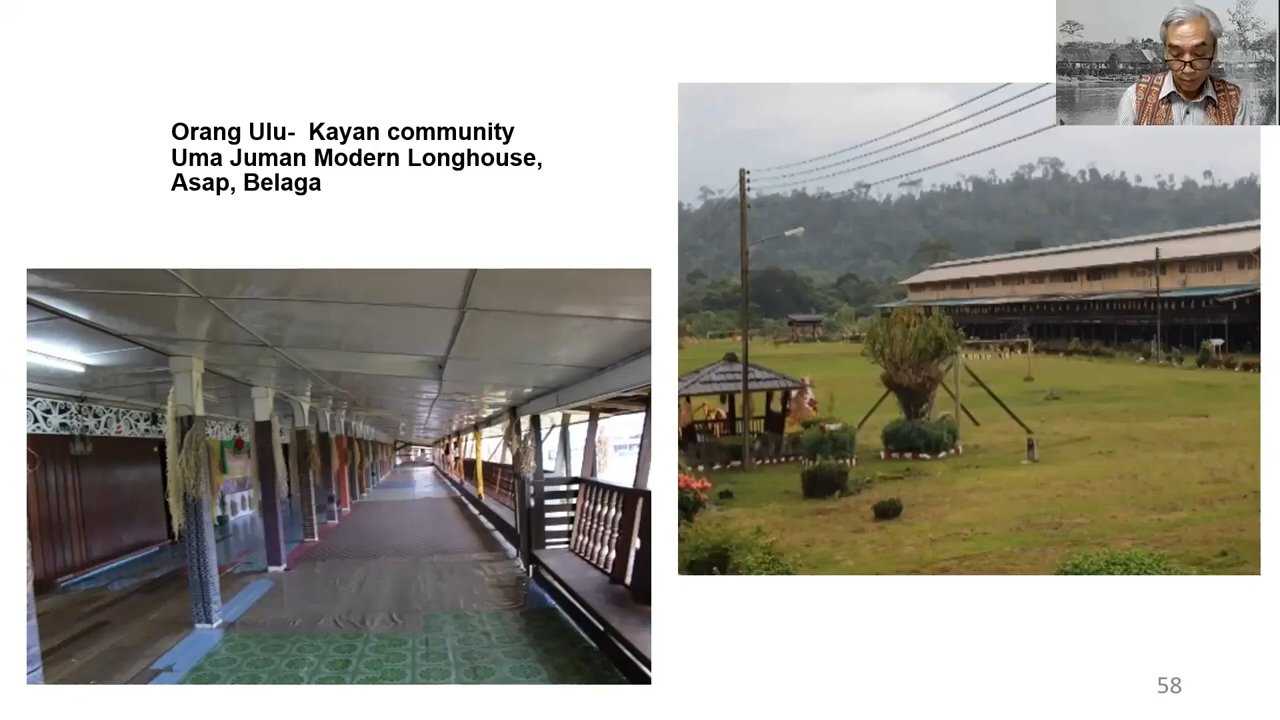 Orang Ulu- Kayan community
Uma Juman Modern Longhouse,
Asap, Belaga
58